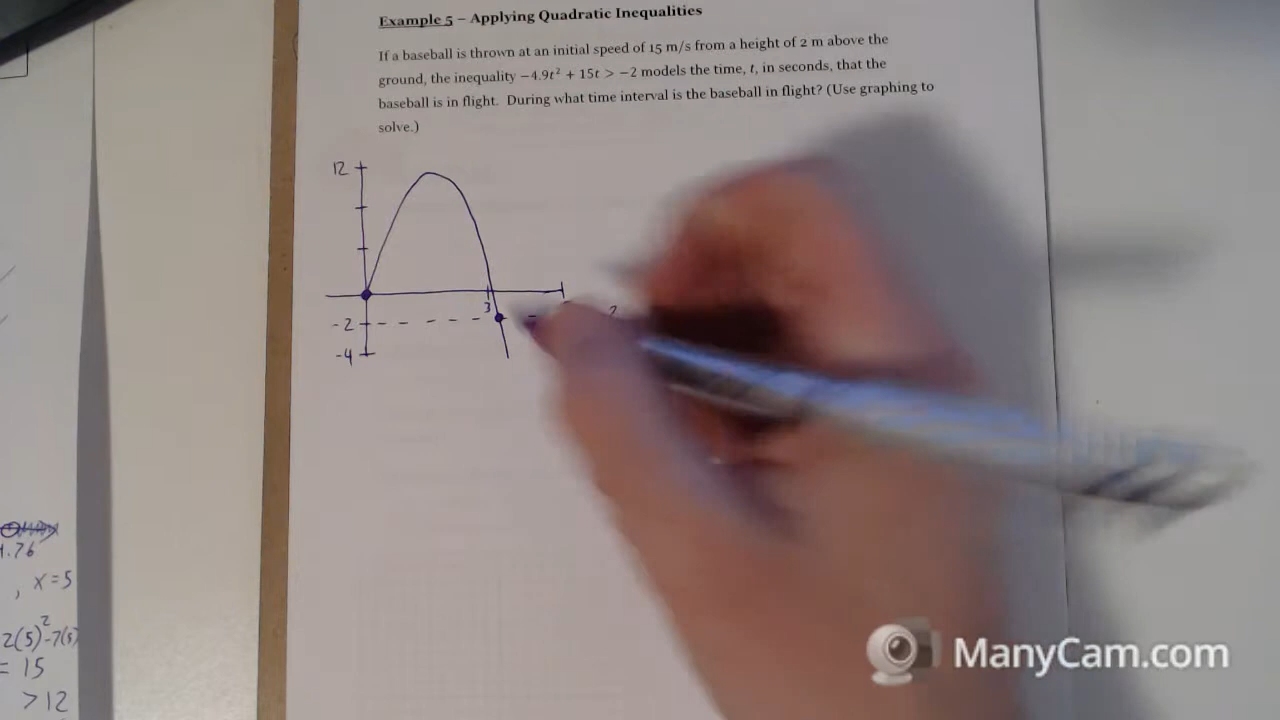 Example 5 – Applying Quadratic Inequalities
If a baseball is thrown at an initial speed of 15 m/s from a height of 2 m above the
ground, the inequality −4.9t² + 15t > −2 models the time, t, in seconds, that the
baseball is in flight. During what time interval is the baseball in flight? (Use graphing to
solve.)
12
3
-2
-4
.76
, x=5
2(5)²-7(5)
= 15
>12
ManyCam.com